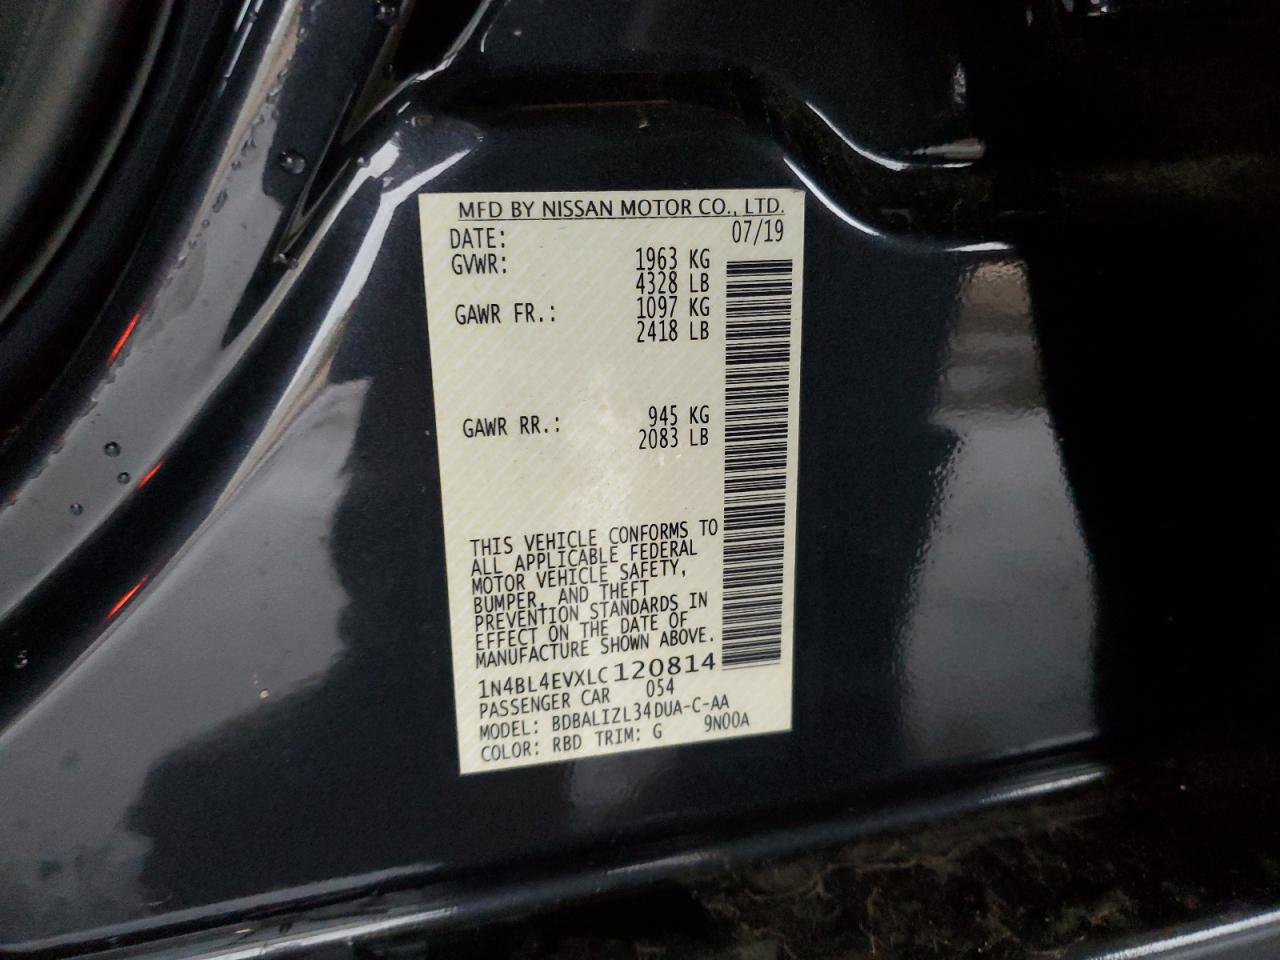 MFD BY NISSAN MOTOR CO., LTD.
DATE: 07/19
GVWR: 1963 KG
4328 LB
GAWR FR.: 1097 KG
2418 LB
GAWR RR.: 945 KG
2083 LB
THIS VEHICLE CONFORMS TO
ALL APPLICABLE FEDERAL
MOTOR VEHICLE SAFETY,
BUMPER, AND THEFT
PREVENTION STANDARDS IN
EFFECT ON THE DATE OF
MANUFACTURE SHOWN ABOVE.
1N4BL4EVXLC120814
PASSENGER CAR 054
MODEL: BDBALIZL34DUA-C-AA
COLOR: RBD TRIM: G 9N00A